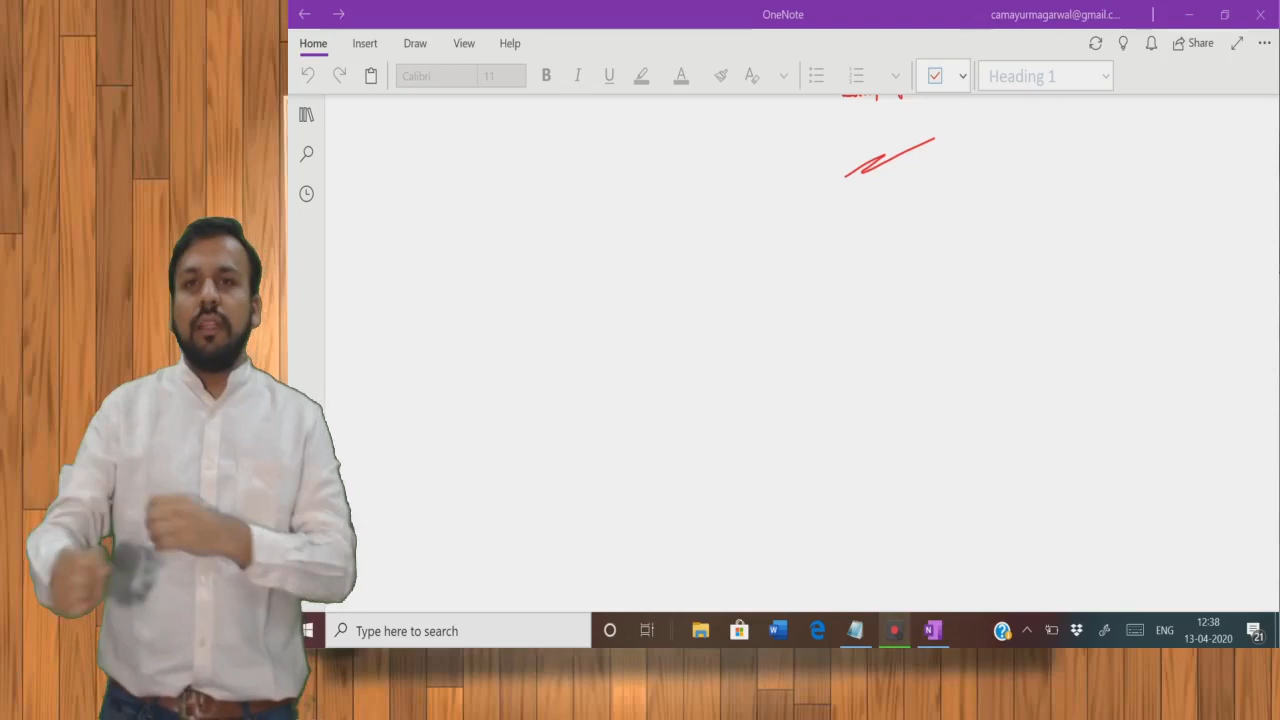 OneNote
camayurmagarwal@gmail.c...
Home Insert Draw View Help
Share
Calibri 11
B I U A
Heading 1
Type here to search
ENG
12:38
13-04-2020
21